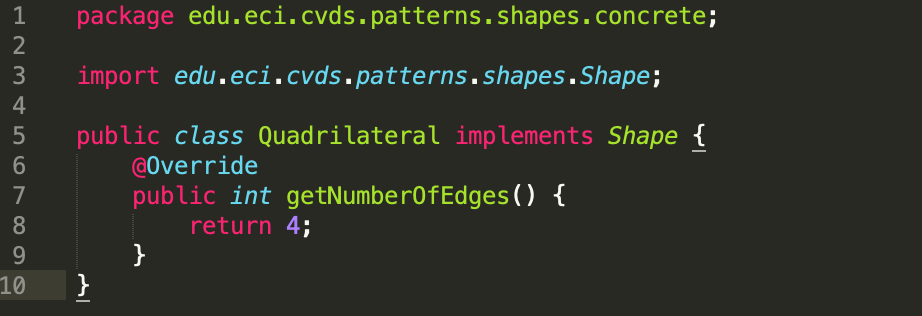 1 package edu.eci.cvds.patterns.shapes.concrete;
2
3 import edu.eci.cvds.patterns.shapes.Shape;
4
5 public class Quadrilateral implements Shape {
6     @Override
7     public int getNumberOfEdges() {
8         return 4;
9     }
10 }